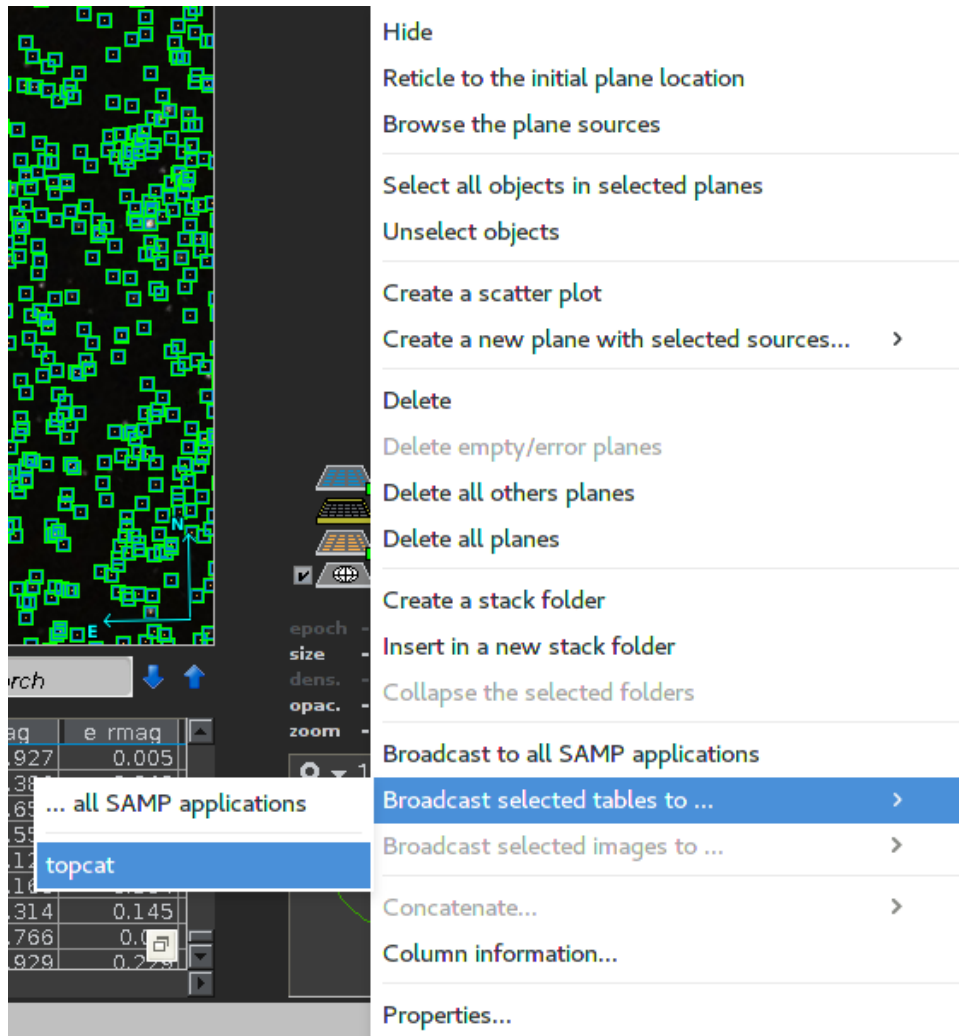 Hide
Reticle to the initial plane location
Browse the plane sources
Select all objects in selected planes
Unselect objects
Create a scatter plot
Create a new plane with selected sources...
Delete
Delete empty/error planes
Delete all others planes
Delete all planes
Create a stack folder
Insert in a new stack folder
Collapse the selected folders
Broadcast to all SAMP applications
Broadcast selected tables to ...
Broadcast selected images to ...
Concatenate...
Column information...
Properties...
... all SAMP applications
topcat
N
E
epoch -
size -
dens. -
opac. -
zoom -
e rmag
.927 0.005
.314 0.145
.766
.929